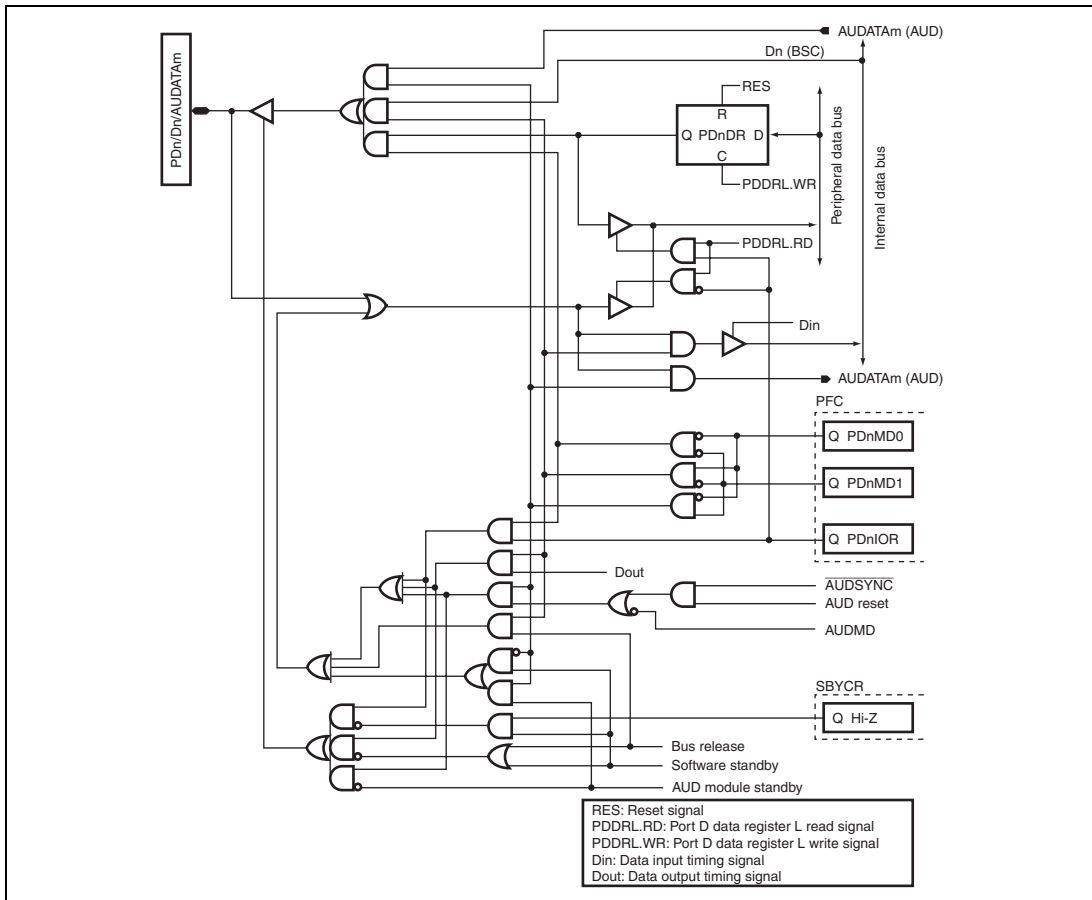 AUDATAm (AUD)
Dn (BSC)
PDn/Dn/AUDATAm
RES
R
Q PDnDR D
C
PDDRL.WR
Peripheral data bus
Internal data bus
PDDRL.RD
Din
AUDATAm (AUD)
PFC
Q PDnMD0
Q PDnMD1
Q PDnIOR
Dout
AUDSYNC
AUD reset
AUDMD
SBYCR
Q Hi-Z
Bus release
Software standby
AUD module standby
RES: Reset signal
PDDRL.RD: Port D data register L read signal
PDDRL.WR: Port D data register L write signal
Din: Data input timing signal
Dout: Data output timing signal